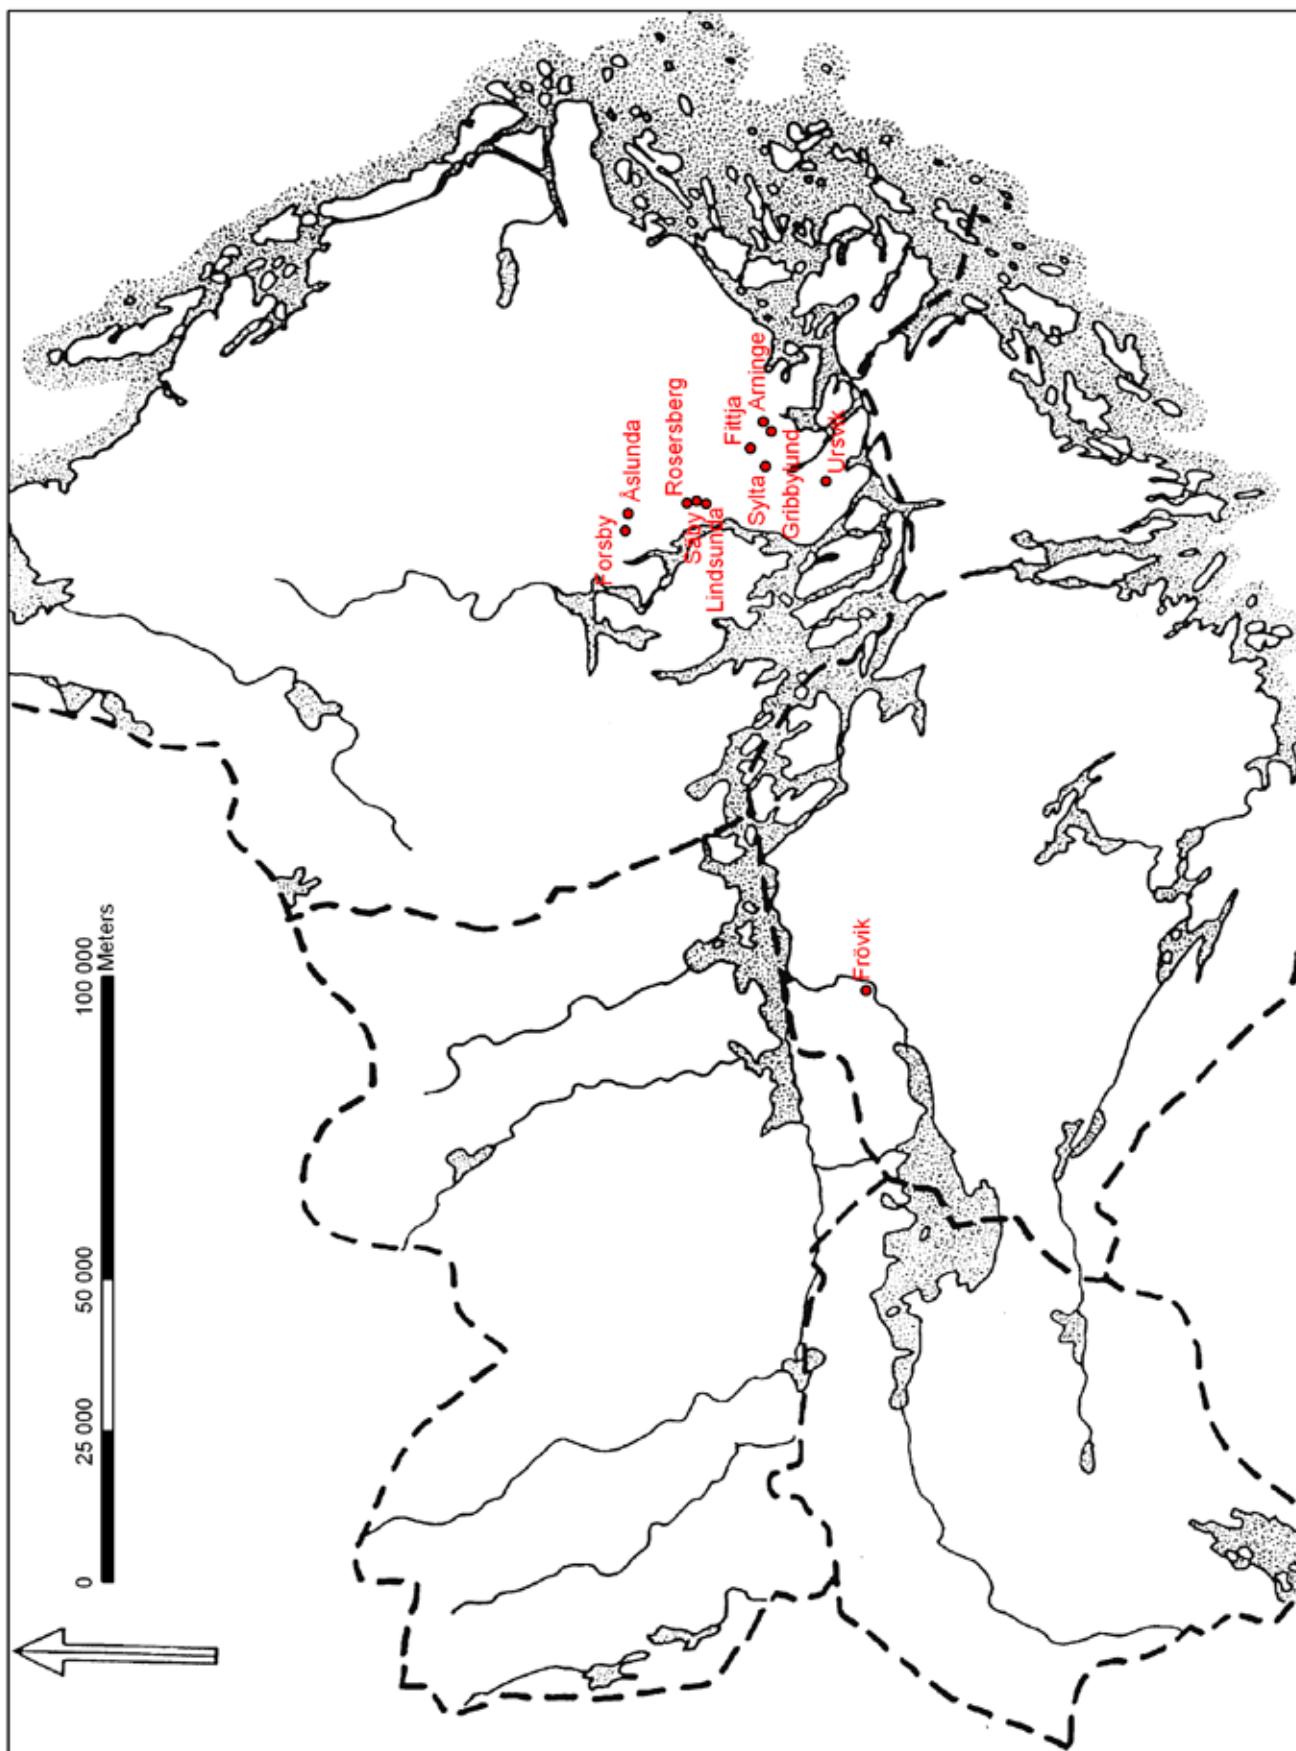 0 25 000 50 000 100 000
Meters
Forsby
Åslunda
Rosersberg
Säby
Lindsunda
Fittja
Arninge
Sylta
Gribbylund
Ursvik
Frövik